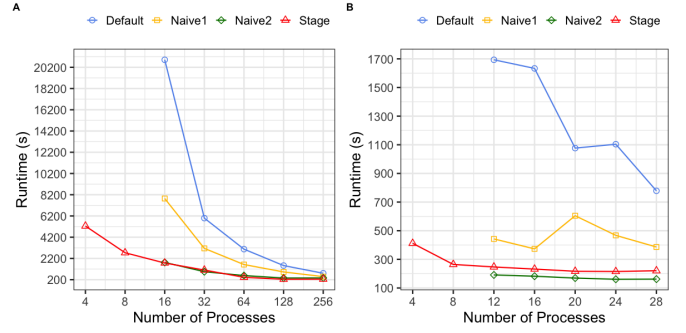 A
Default Naive1 Naive2 Stage
Runtime (s)
20200
18200
16200
14200
12200
10200
8200
6200
4200
2200
200
4 8 16 32 64 128 256
Number of Processes
B
Default Naive1 Naive2 Stage
Runtime (s)
1700
1500
1300
1100
900
700
500
300
100
4 8 12 16 20 24 28
Number of Processes